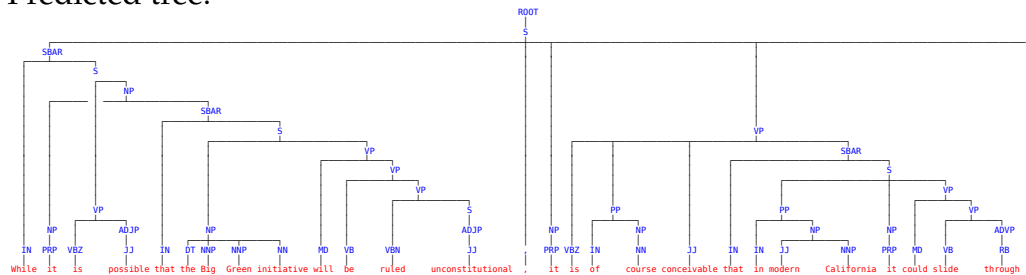 Predicted tree:
ROOT
S
SBAR
S
NP
SBAR
S VP
VP SBAR
VP S
VP VP
VP S PP PP VP
NP ADJP NP ADJP NP NP NP NP ADVP
IN PRP VBZ JJ IN DT NNP NNP NN MD VB VBN JJ , PRP VBZ IN NN JJ IN IN JJ NNP PRP MD VB RB
While it is possible that the Big Green initiative will be ruled unconstitutional , it is of course conceivable that in modern California it could slide through